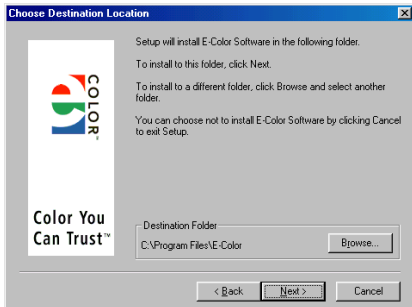 Choose Destination Location
Setup will install E-Color Software in the following folder.
To install to this folder, click Next.
To install to a different folder, click Browse and select another
folder.
You can choose not to install E-Color Software by clicking Cancel
to exit Setup.
COLOR
Color You
Can Trust™
Destination Folder
C:\Program Files\E-Color
Browse...
< Back
Next >
Cancel